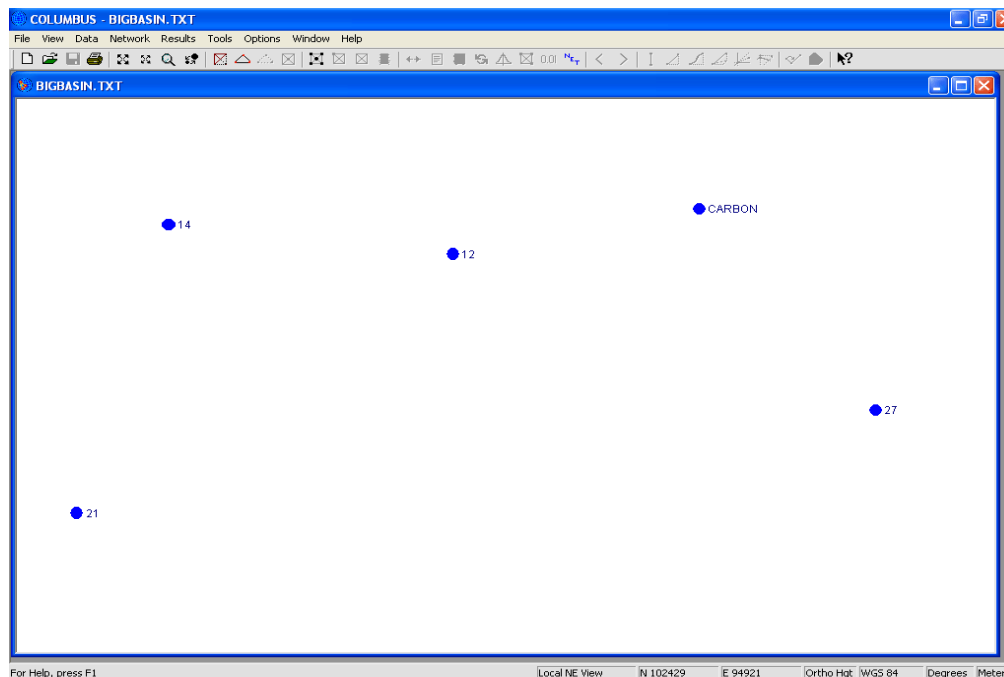 COLUMBUS - BIGBASIN.TXT
File View Data Network Results Tools Options Window Help
0.01 NET
BIGBASIN.TXT
CARBON
14
12
27
21
For Help, press F1 Local NE View N 102429 E 94921 Ortho Hgt WGS 84 Degrees Meter